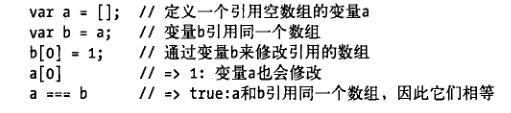 var a = []; // 定义一个引用空数组的变量a
var b = a; // 变量b引用同一个数组
b[0] = 1; // 通过变量b来修改引用的数组
a[0] // => 1: 变量a也会修改
a === b // => true:a和b引用同一个数组，因此它们相等